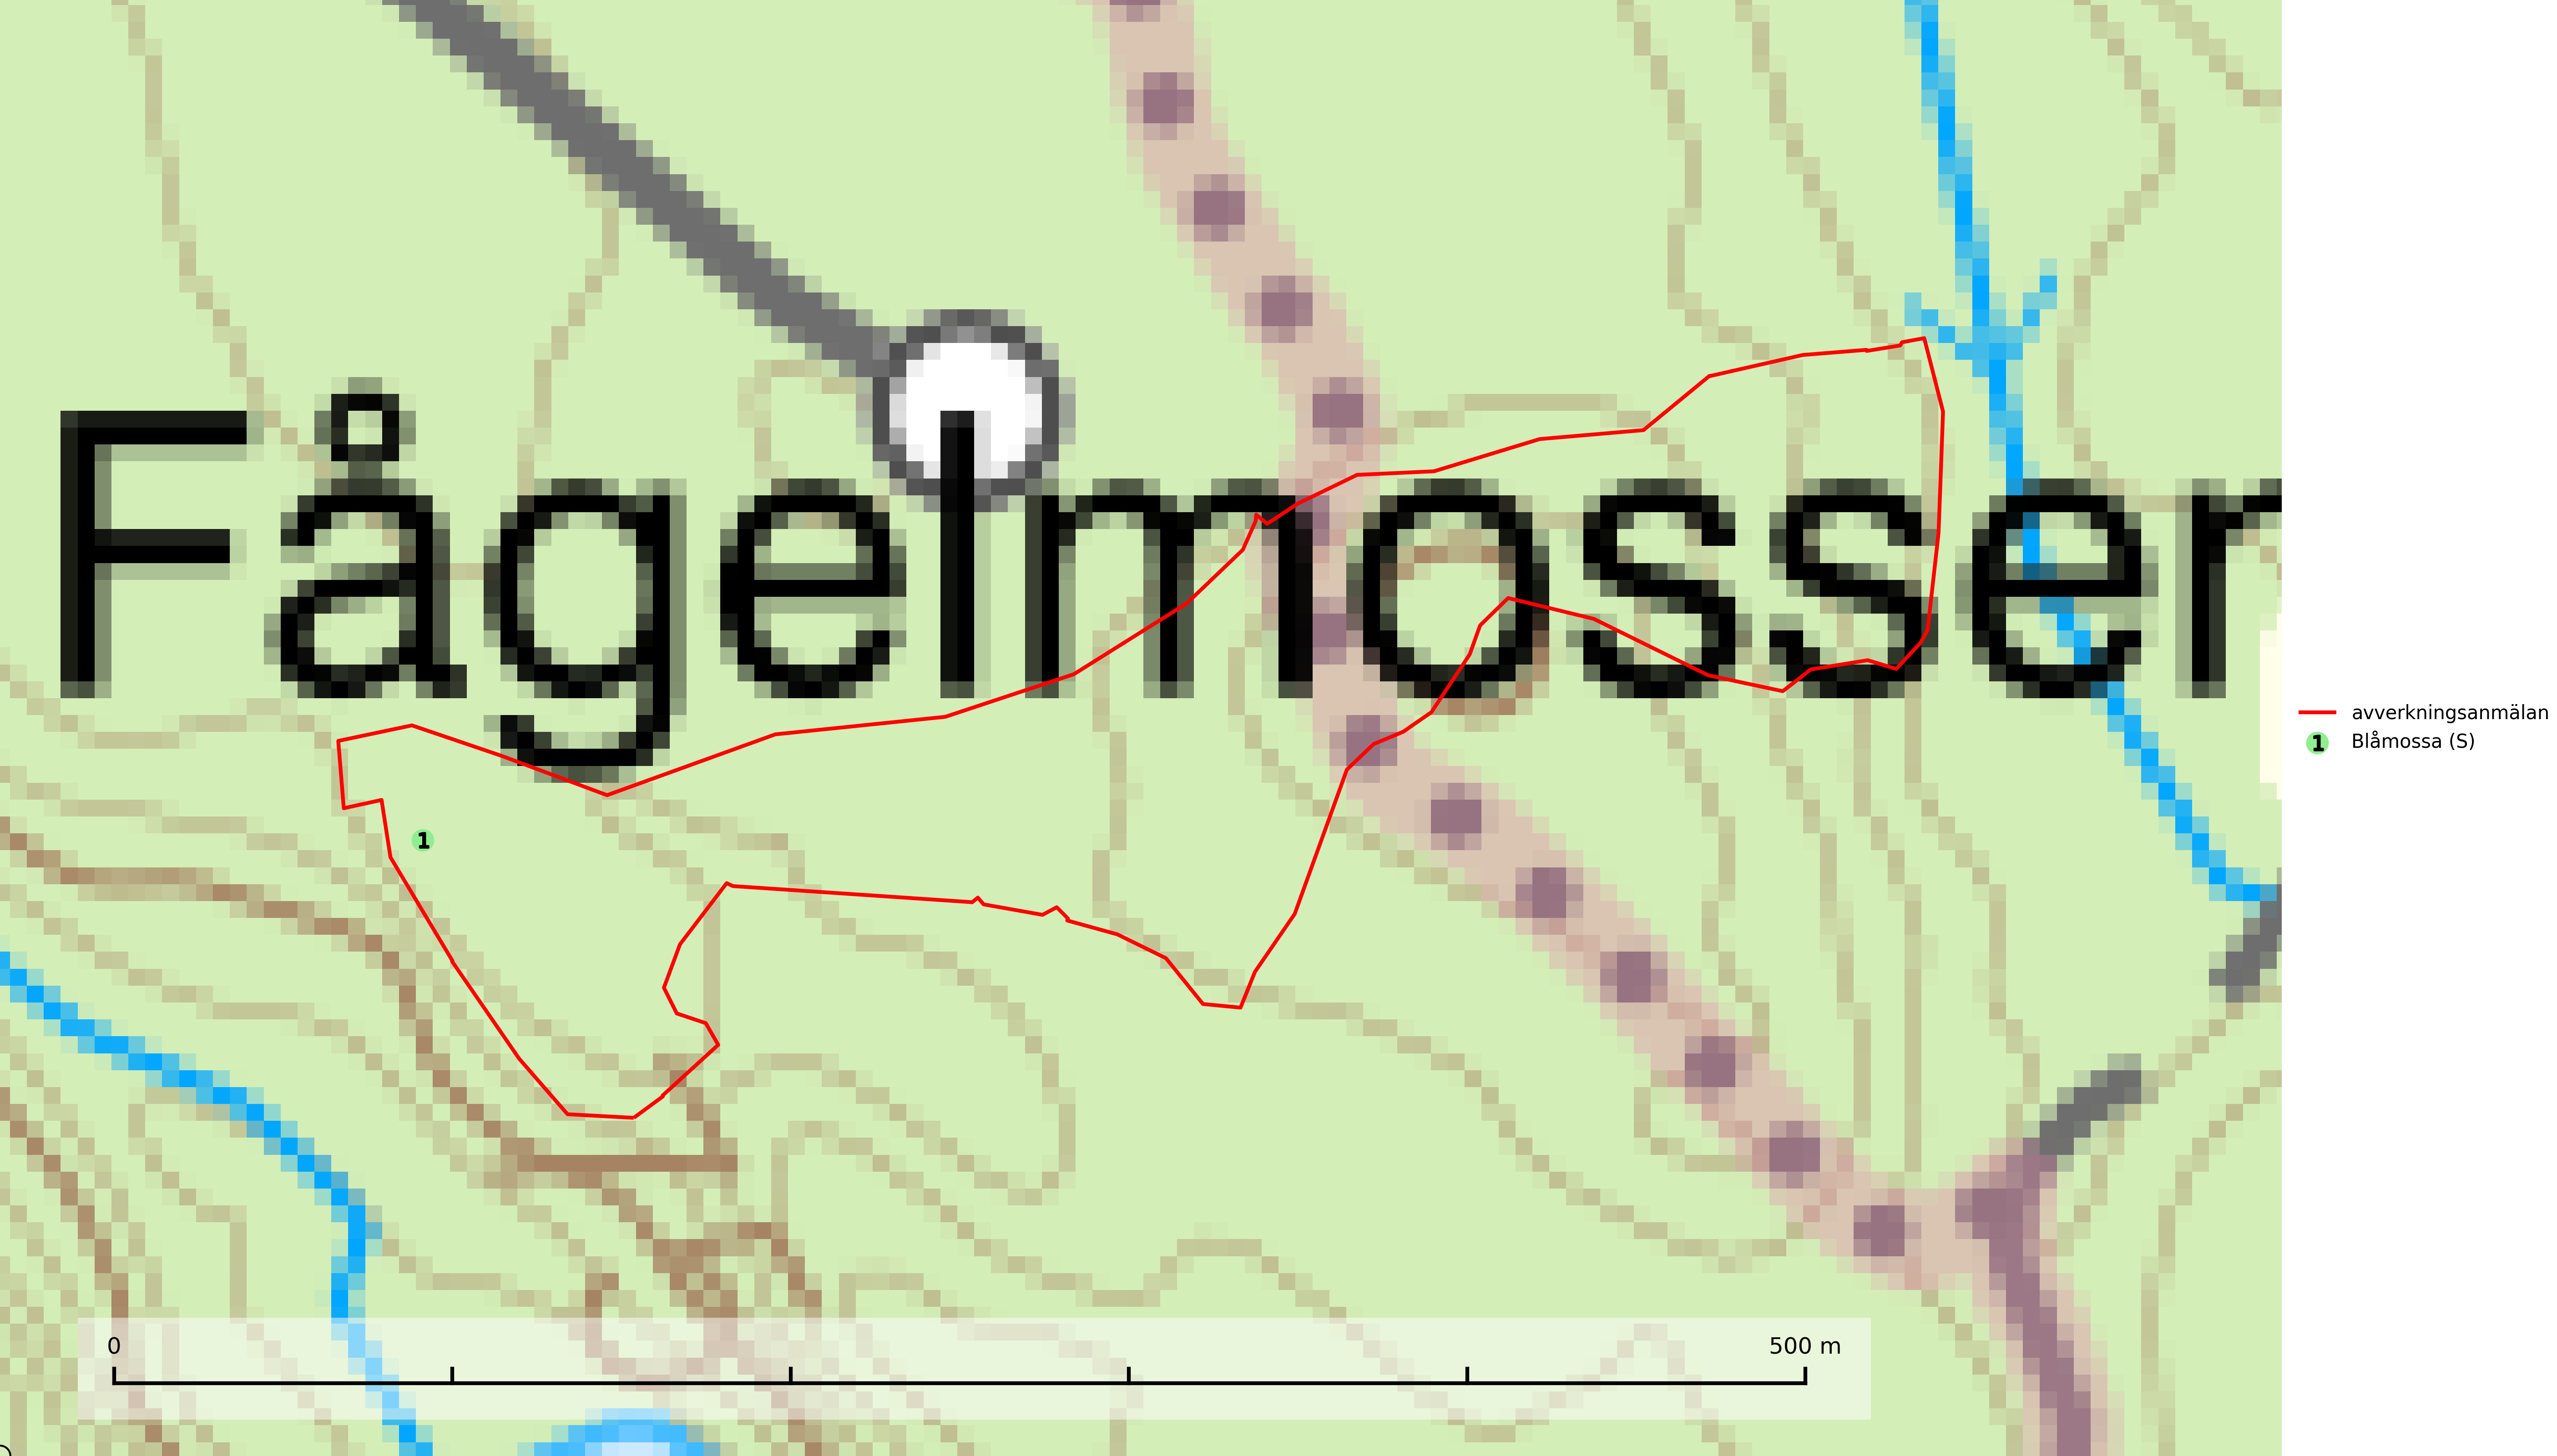 Fågelmossen
avverkningsanmälan
1 Blåmossa (S)
1
0 500 m